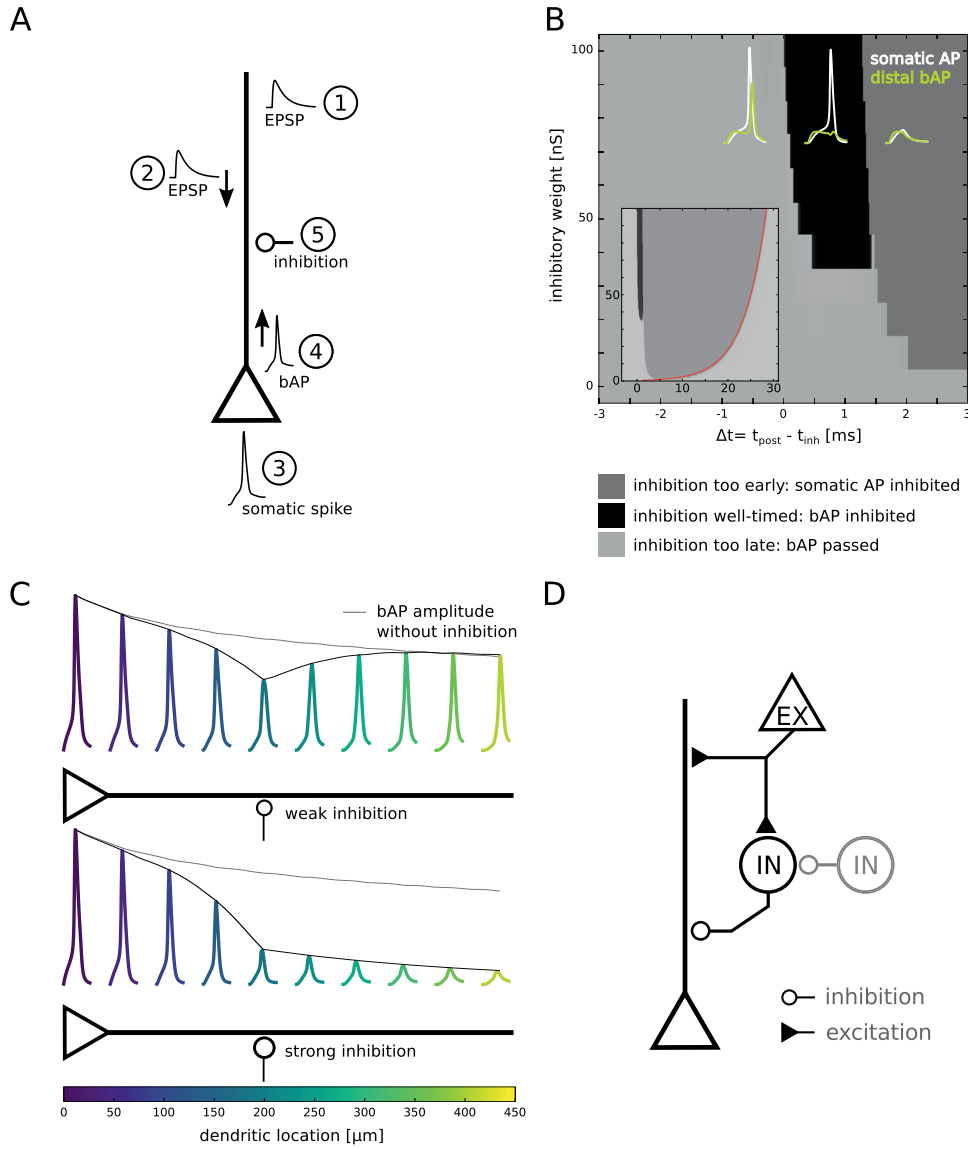 A
1
EPSP
2
EPSP
5
inhibition
4
bAP
3
somatic spike
B
somatic AP
distal bAP
inhibitory weight [nS]
100
50
0
50
0
0 10 20 30
-3 -2 -1 0 1 2 3
Δt= tpost - tinh [ms]
inhibition too early: somatic AP inhibited
inhibition well-timed: bAP inhibited
inhibition too late: bAP passed
C
bAP amplitude
without inhibition
weak inhibition
strong inhibition
0 50 100 150 200 250 300 350 400 450
dendritic location [µm]
D
EX
IN IN
inhibition
excitation